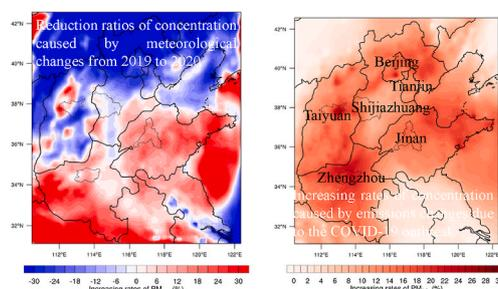 Reduction ratios of concentration
caused by meteorological
changes from 2019 to 2020
42°N
40°N
38°N
36°N
34°N
32°N
112°E 114°E 116°E 118°E 120°E 122°E
-30 -24 -18 -12 -6 0 6 12 18 24 30
Increasing rates of PM (%)
42°N
40°N
38°N
36°N
34°N
32°N
Beijing
Tianjin
Shijiazhuang
Taiyuan
Jinan
Zhengzhou
Increasing rates of concentration
caused by emissions changes due
to the COVID-19
112°E 114°E 116°E 118°E 120°E 122°E
0 2 4 6 8 10 12 14 16 18 20 22 24 26 28
Increasing rates of PM (%)